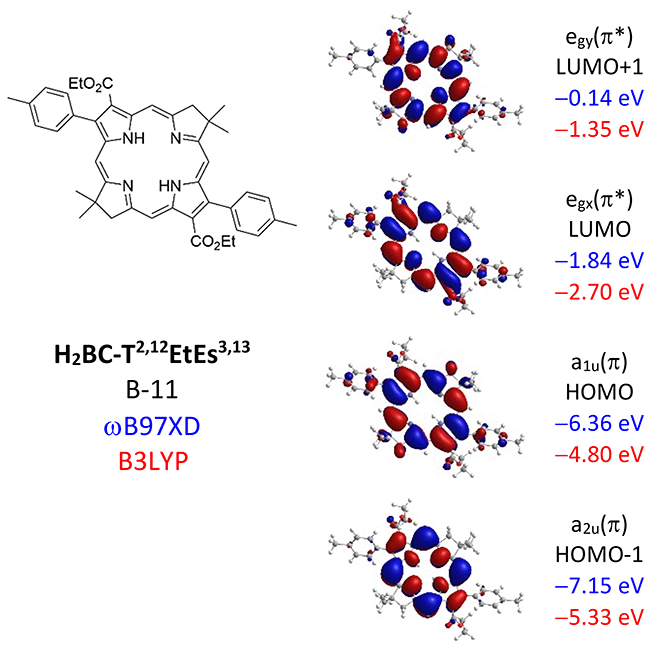 EtO₂C
NH
N
N
HN
CO₂Et
H₂BC-T²,¹²EtEs³,¹³
B-11
ωB97XD
B3LYP
e_gy(π*)
LUMO+1
−0.14 eV
−1.35 eV
e_gx(π*)
LUMO
−1.84 eV
−2.70 eV
a₁ᵤ(π)
HOMO
−6.36 eV
−4.80 eV
a₂ᵤ(π)
HOMO-1
−7.15 eV
−5.33 eV